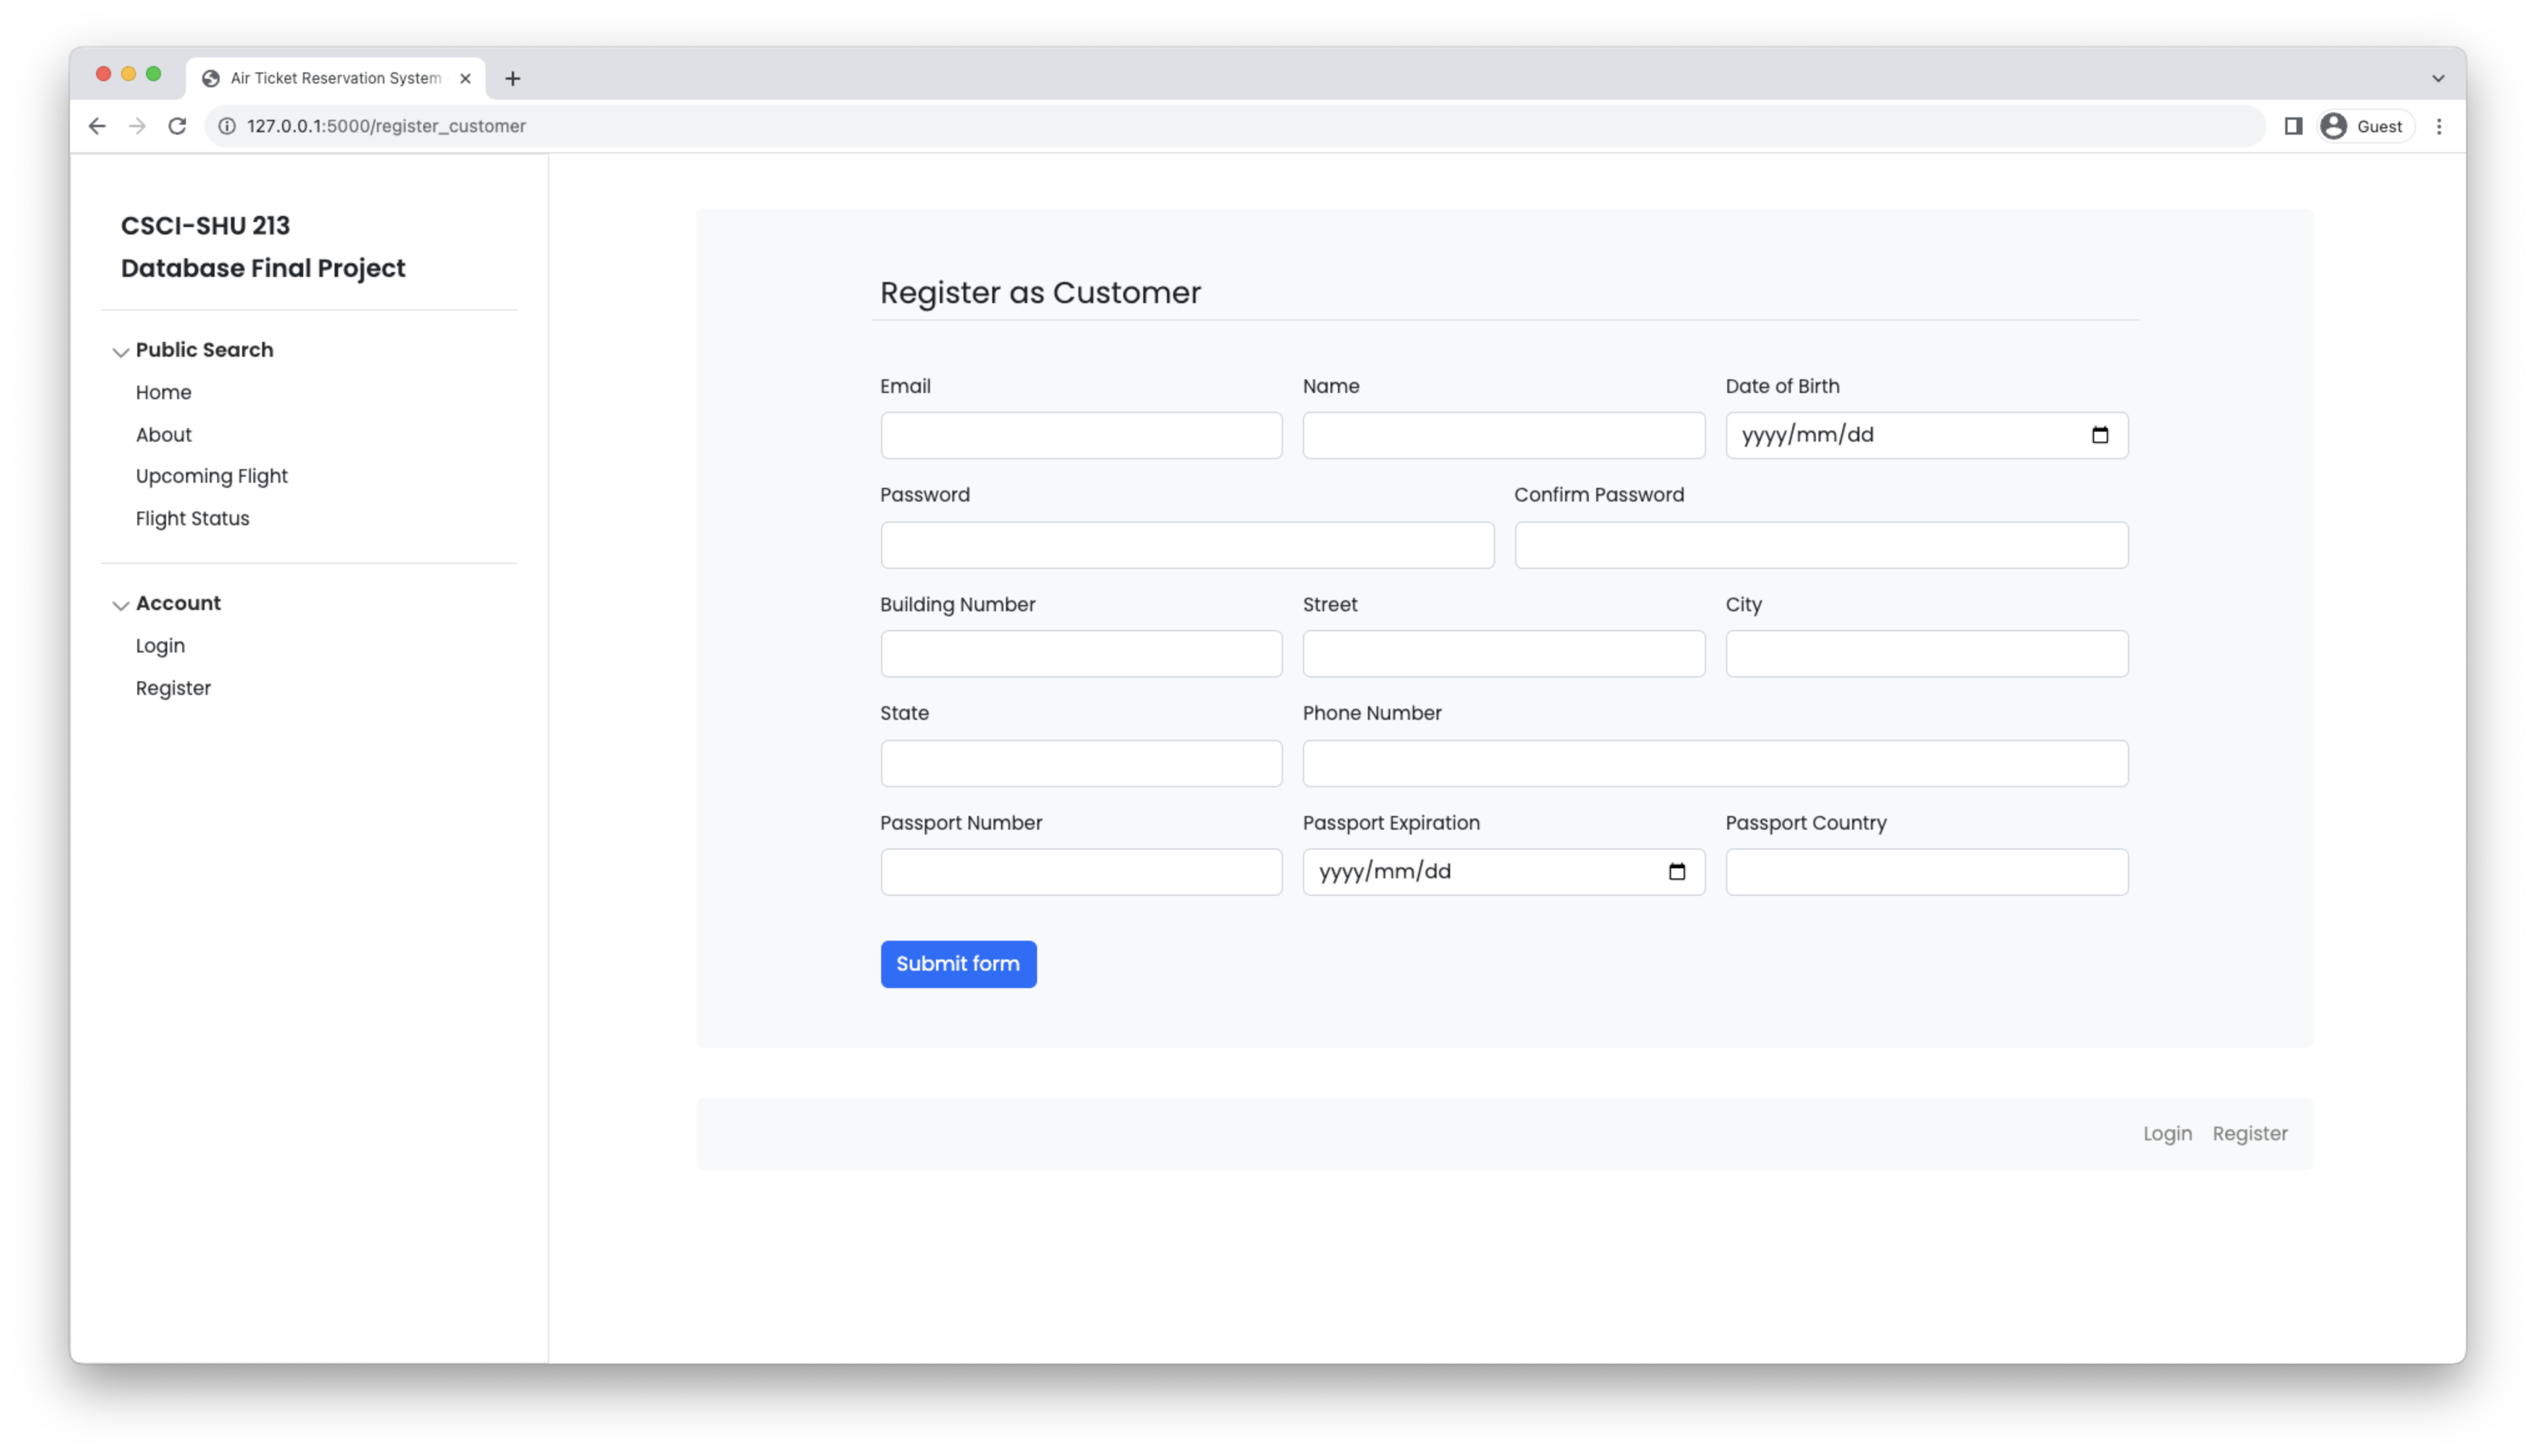 Air Ticket Reservation System
127.0.0.1:5000/register_customer
Guest
CSCI-SHU 213
Database Final Project
Public Search
Home
About
Upcoming Flight
Flight Status
Account
Login
Register
Register as Customer
Email Name Date of Birth
yyyy/mm/dd
Password Confirm Password
Building Number Street City
State Phone Number
Passport Number Passport Expiration Passport Country
yyyy/mm/dd
Submit form
Login Register